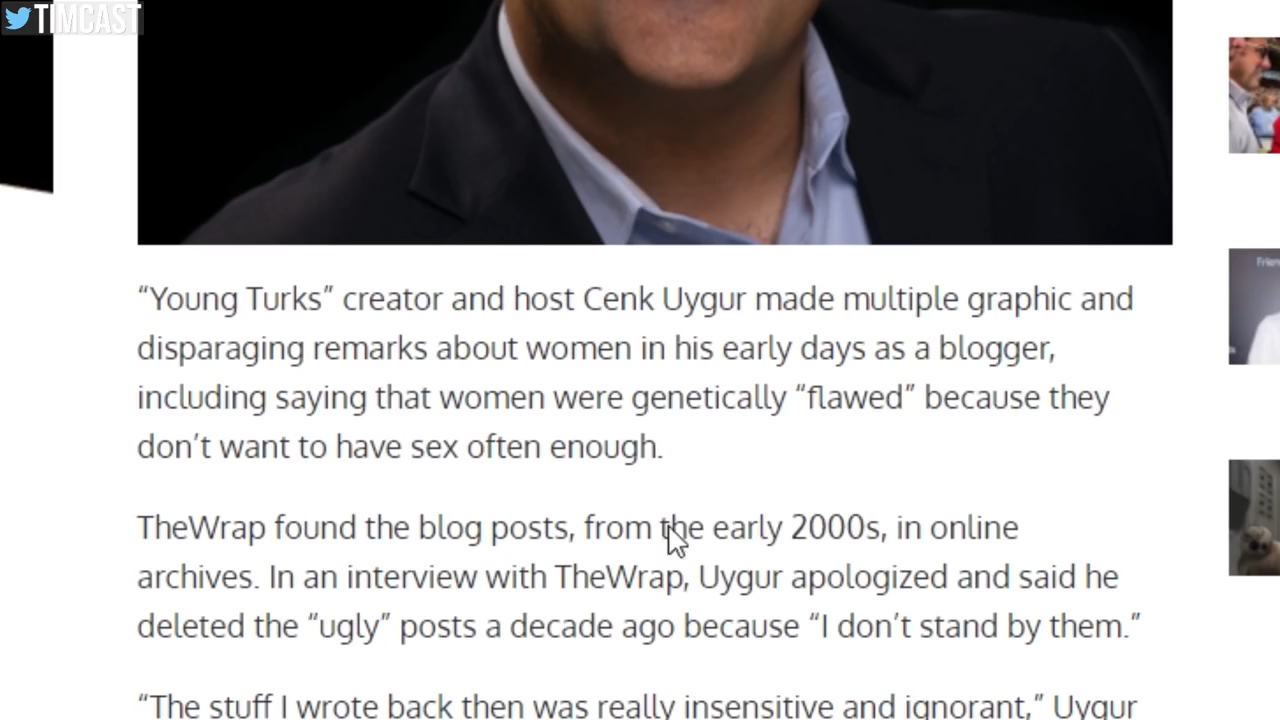 TIMCAST
Frien
“Young Turks” creator and host Cenk Uygur made multiple graphic and
disparaging remarks about women in his early days as a blogger,
including saying that women were genetically “flawed” because they
don’t want to have sex often enough.
TheWrap found the blog posts, from the early 2000s, in online
archives. In an interview with TheWrap, Uygur apologized and said he
deleted the “ugly” posts a decade ago because “I don’t stand by them.”
“The stuff I wrote back then was really insensitive and ignorant,” Uygur